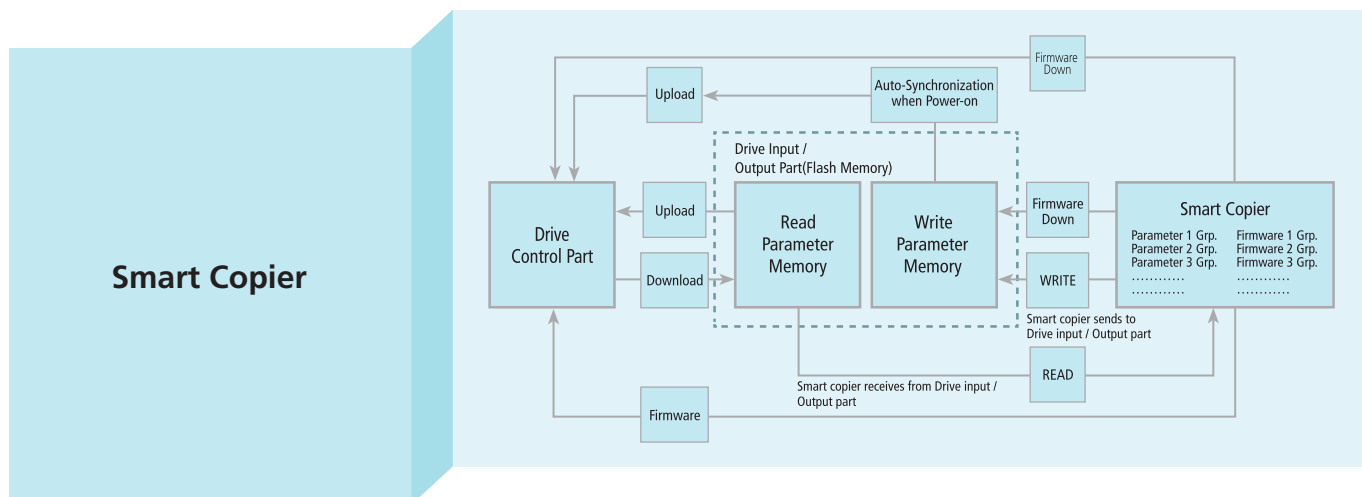 Smart Copier
Firmware
Down
Upload
Auto-Synchronization
when Power-on
Drive Input /
Output Part(Flash Memory)
Drive
Control Part
Upload
Download
Read
Parameter
Memory
Write
Parameter
Memory
Firmware
Down
WRITE
Smart copier sends to
Drive input / Output part
Smart Copier
Parameter 1 Grp. Firmware 1 Grp.
Parameter 2 Grp. Firmware 2 Grp.
Parameter 3 Grp. Firmware 3 Grp.
............ ............
............ ............
READ
Smart copier receives from Drive input /
Output part
Firmware